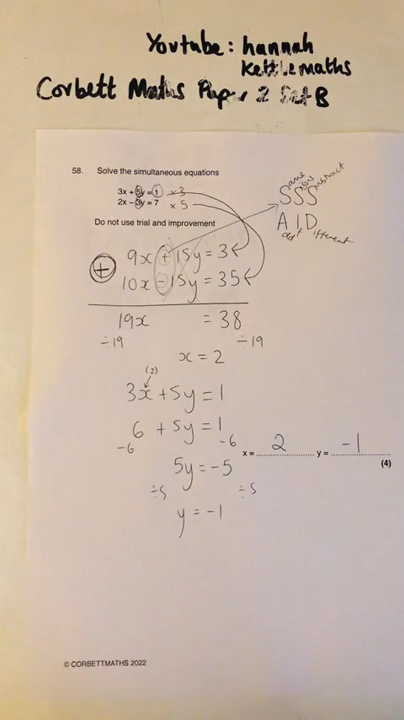 Youtube: hannah
kettlemaths
Corbett Maths Paper 2 Set B
58. Solve the simultaneous equations
3x + 5y = 1 ×3
2x − 3y = 7 ×5
Do not use trial and improvement
same sign subtract
SSS
AID
add if different
+ 9x + 15y = 3
10x − 15y = 35
19x = 38
÷19 ÷19
x = 2
(2)
3x + 5y = 1
6 + 5y = 1
−6 −6
x = 2 y = −1
(4)
5y = −5
÷5 ÷5
y = −1
© CORBETTMATHS 2022